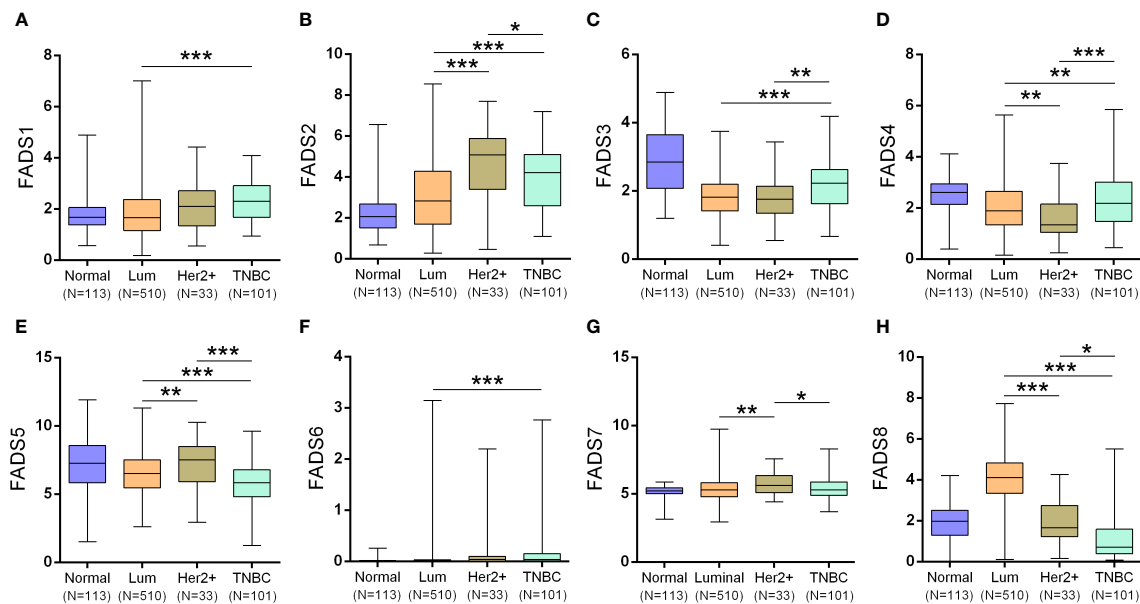 A
FADS1
8
6
4
2
0
***
Normal Lum Her2+ TNBC
(N=113) (N=510) (N=33) (N=101)
B
FADS2
10
8
6
4
2
0
*
***
***
Normal Lum Her2+ TNBC
(N=113) (N=510) (N=33) (N=101)
C
FADS3
6
4
2
0
**
***
Normal Lum Her2+ TNBC
(N=113) (N=510) (N=33) (N=101)
D
FADS4
8
6
4
2
0
***
**
**
Normal Lum Her2+ TNBC
(N=113) (N=510) (N=33) (N=101)
E
FADS5
15
10
5
0
***
***
**
Normal Lum Her2+ TNBC
(N=113) (N=510) (N=33) (N=101)
F
FADS6
4
3
2
1
0
***
Normal Lum Her2+ TNBC
(N=113) (N=510) (N=33) (N=101)
G
FADS7
15
10
5
0
**
*
Normal Luminal Her2+ TNBC
(N=113) (N=510) (N=33) (N=101)
H
FADS8
10
8
6
4
2
0
*
***
***
Normal Lum Her2+ TNBC
(N=113) (N=510) (N=33) (N=101)